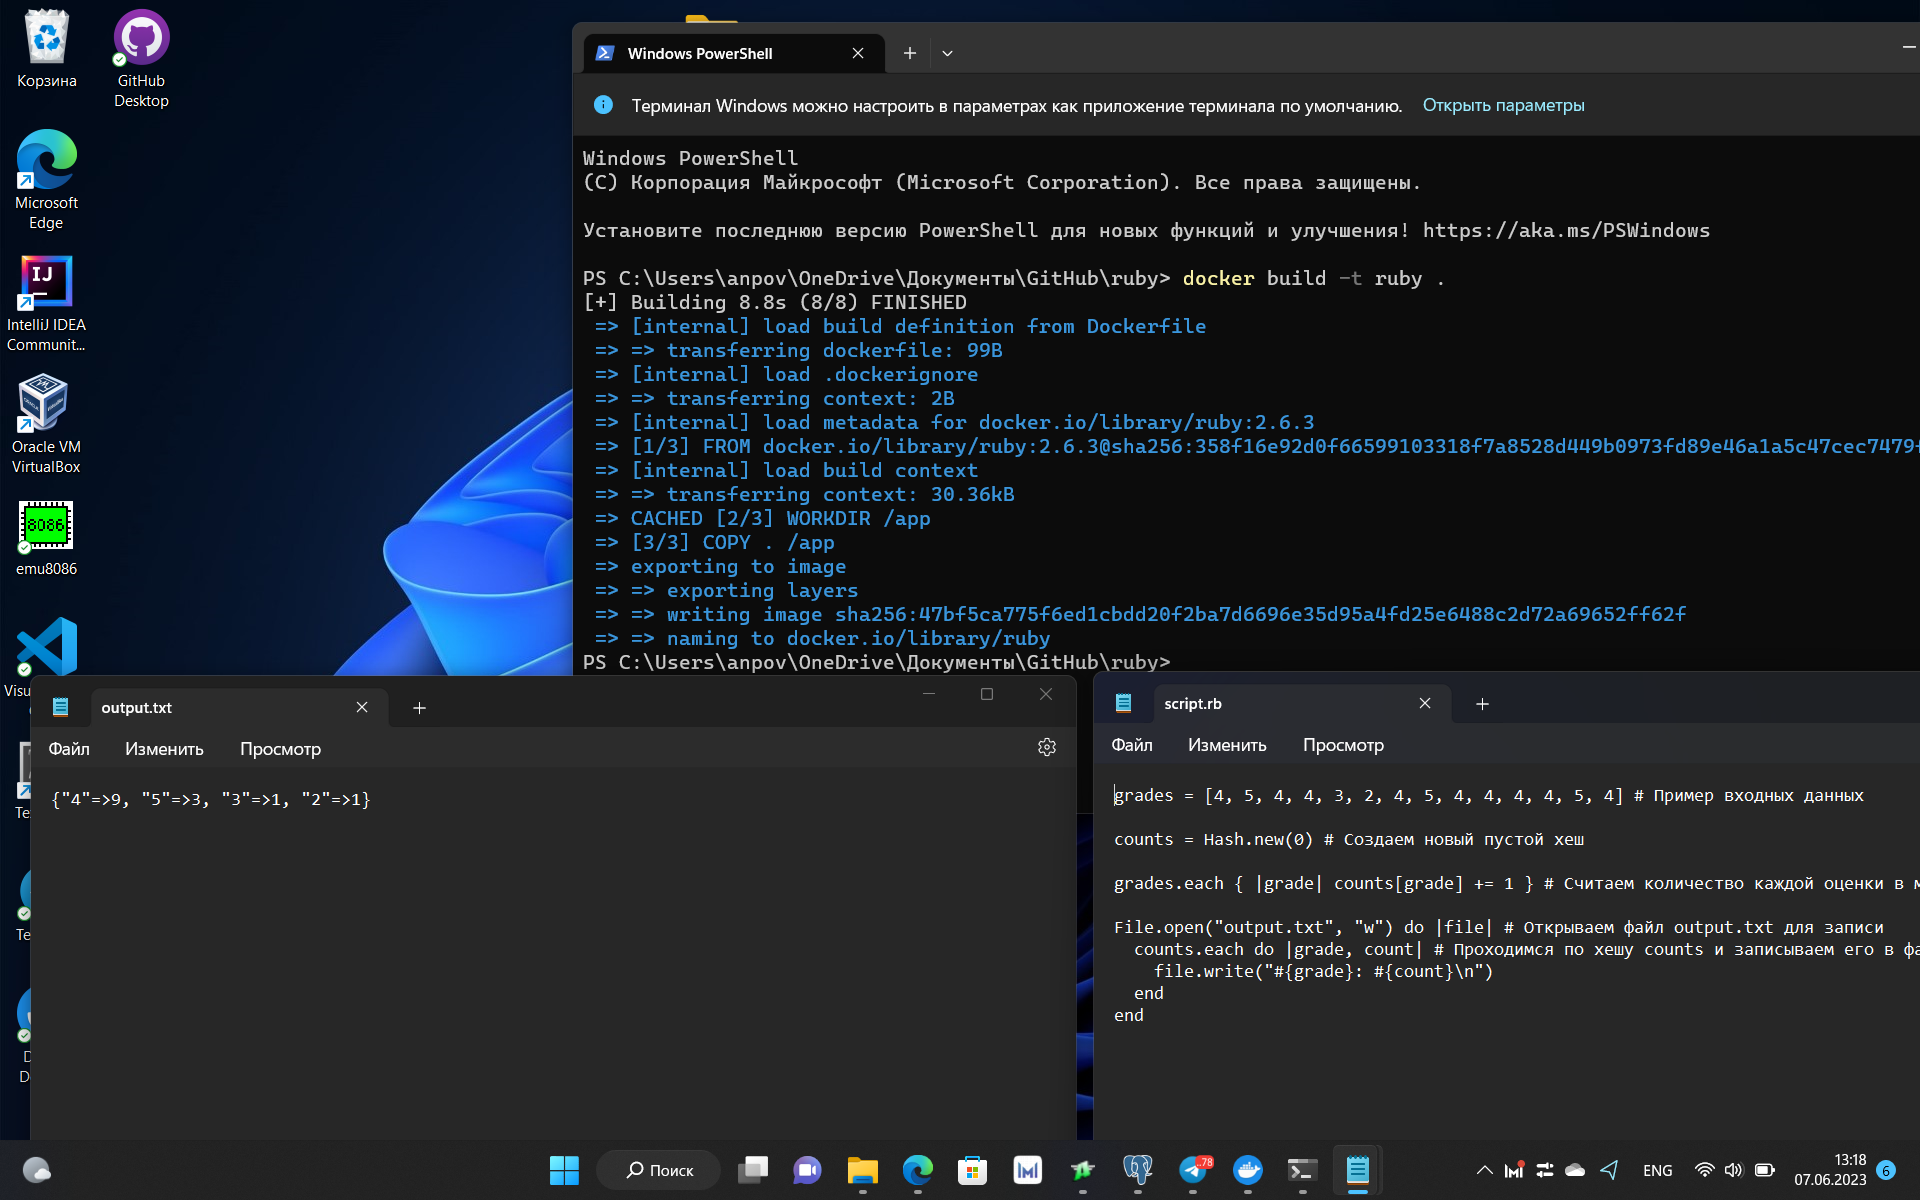 Корзина
GitHub
Desktop
Microsoft
Edge
IJ
IntelliJ IDEA
Communit...
Oracle VM
VirtualBox
8086
emu8086
Visu
Te
Te
D
D
Windows PowerShell
Терминал Windows можно настроить в параметрах как приложение терминала по умолчанию. Открыть параметры
Windows PowerShell
(C) Корпорация Майкрософт (Microsoft Corporation). Все права защищены.
Установите последнюю версию PowerShell для новых функций и улучшения! https://aka.ms/PSWindows
PS C:\Users\anpov\OneDrive\Документы\GitHub\ruby> docker build -t ruby .
[+] Building 8.8s (8/8) FINISHED
=> [internal] load build definition from Dockerfile
=> => transferring dockerfile: 99B
=> [internal] load .dockerignore
=> => transferring context: 2B
=> [internal] load metadata for docker.io/library/ruby:2.6.3
=> [1/3] FROM docker.io/library/ruby:2.6.3@sha256:358f16e92d0f66599103318f7a8528d449b0973fd89e46a1a5c47cec7479f
=> [internal] load build context
=> => transferring context: 30.36kB
=> CACHED [2/3] WORKDIR /app
=> [3/3] COPY . /app
=> exporting to image
=> => exporting layers
=> => writing image sha256:47bf5ca775f6ed1cbdd20f2ba7d6696e35d95a4fd25e6488c2d72a69652ff62f
=> => naming to docker.io/library/ruby
PS C:\Users\anpov\OneDrive\Документы\GitHub\ruby>
output.txt
Файл Изменить Просмотр
{"4"=>9, "5"=>3, "3"=>1, "2"=>1}
script.rb
Файл Изменить Просмотр
grades = [4, 5, 4, 4, 3, 2, 4, 5, 4, 4, 4, 4, 5, 4] # Пример входных данных
counts = Hash.new(0) # Создаем новый пустой хеш
grades.each { |grade| counts[grade] += 1 } # Считаем количество каждой оценки в м
File.open("output.txt", "w") do |file| # Открываем файл output.txt для записи
counts.each do |grade, count| # Проходимся по хешу counts и записываем его в фа
file.write("#{grade}: #{count}\n")
end
end
Поиск
78
ENG
13:18
07.06.2023
6